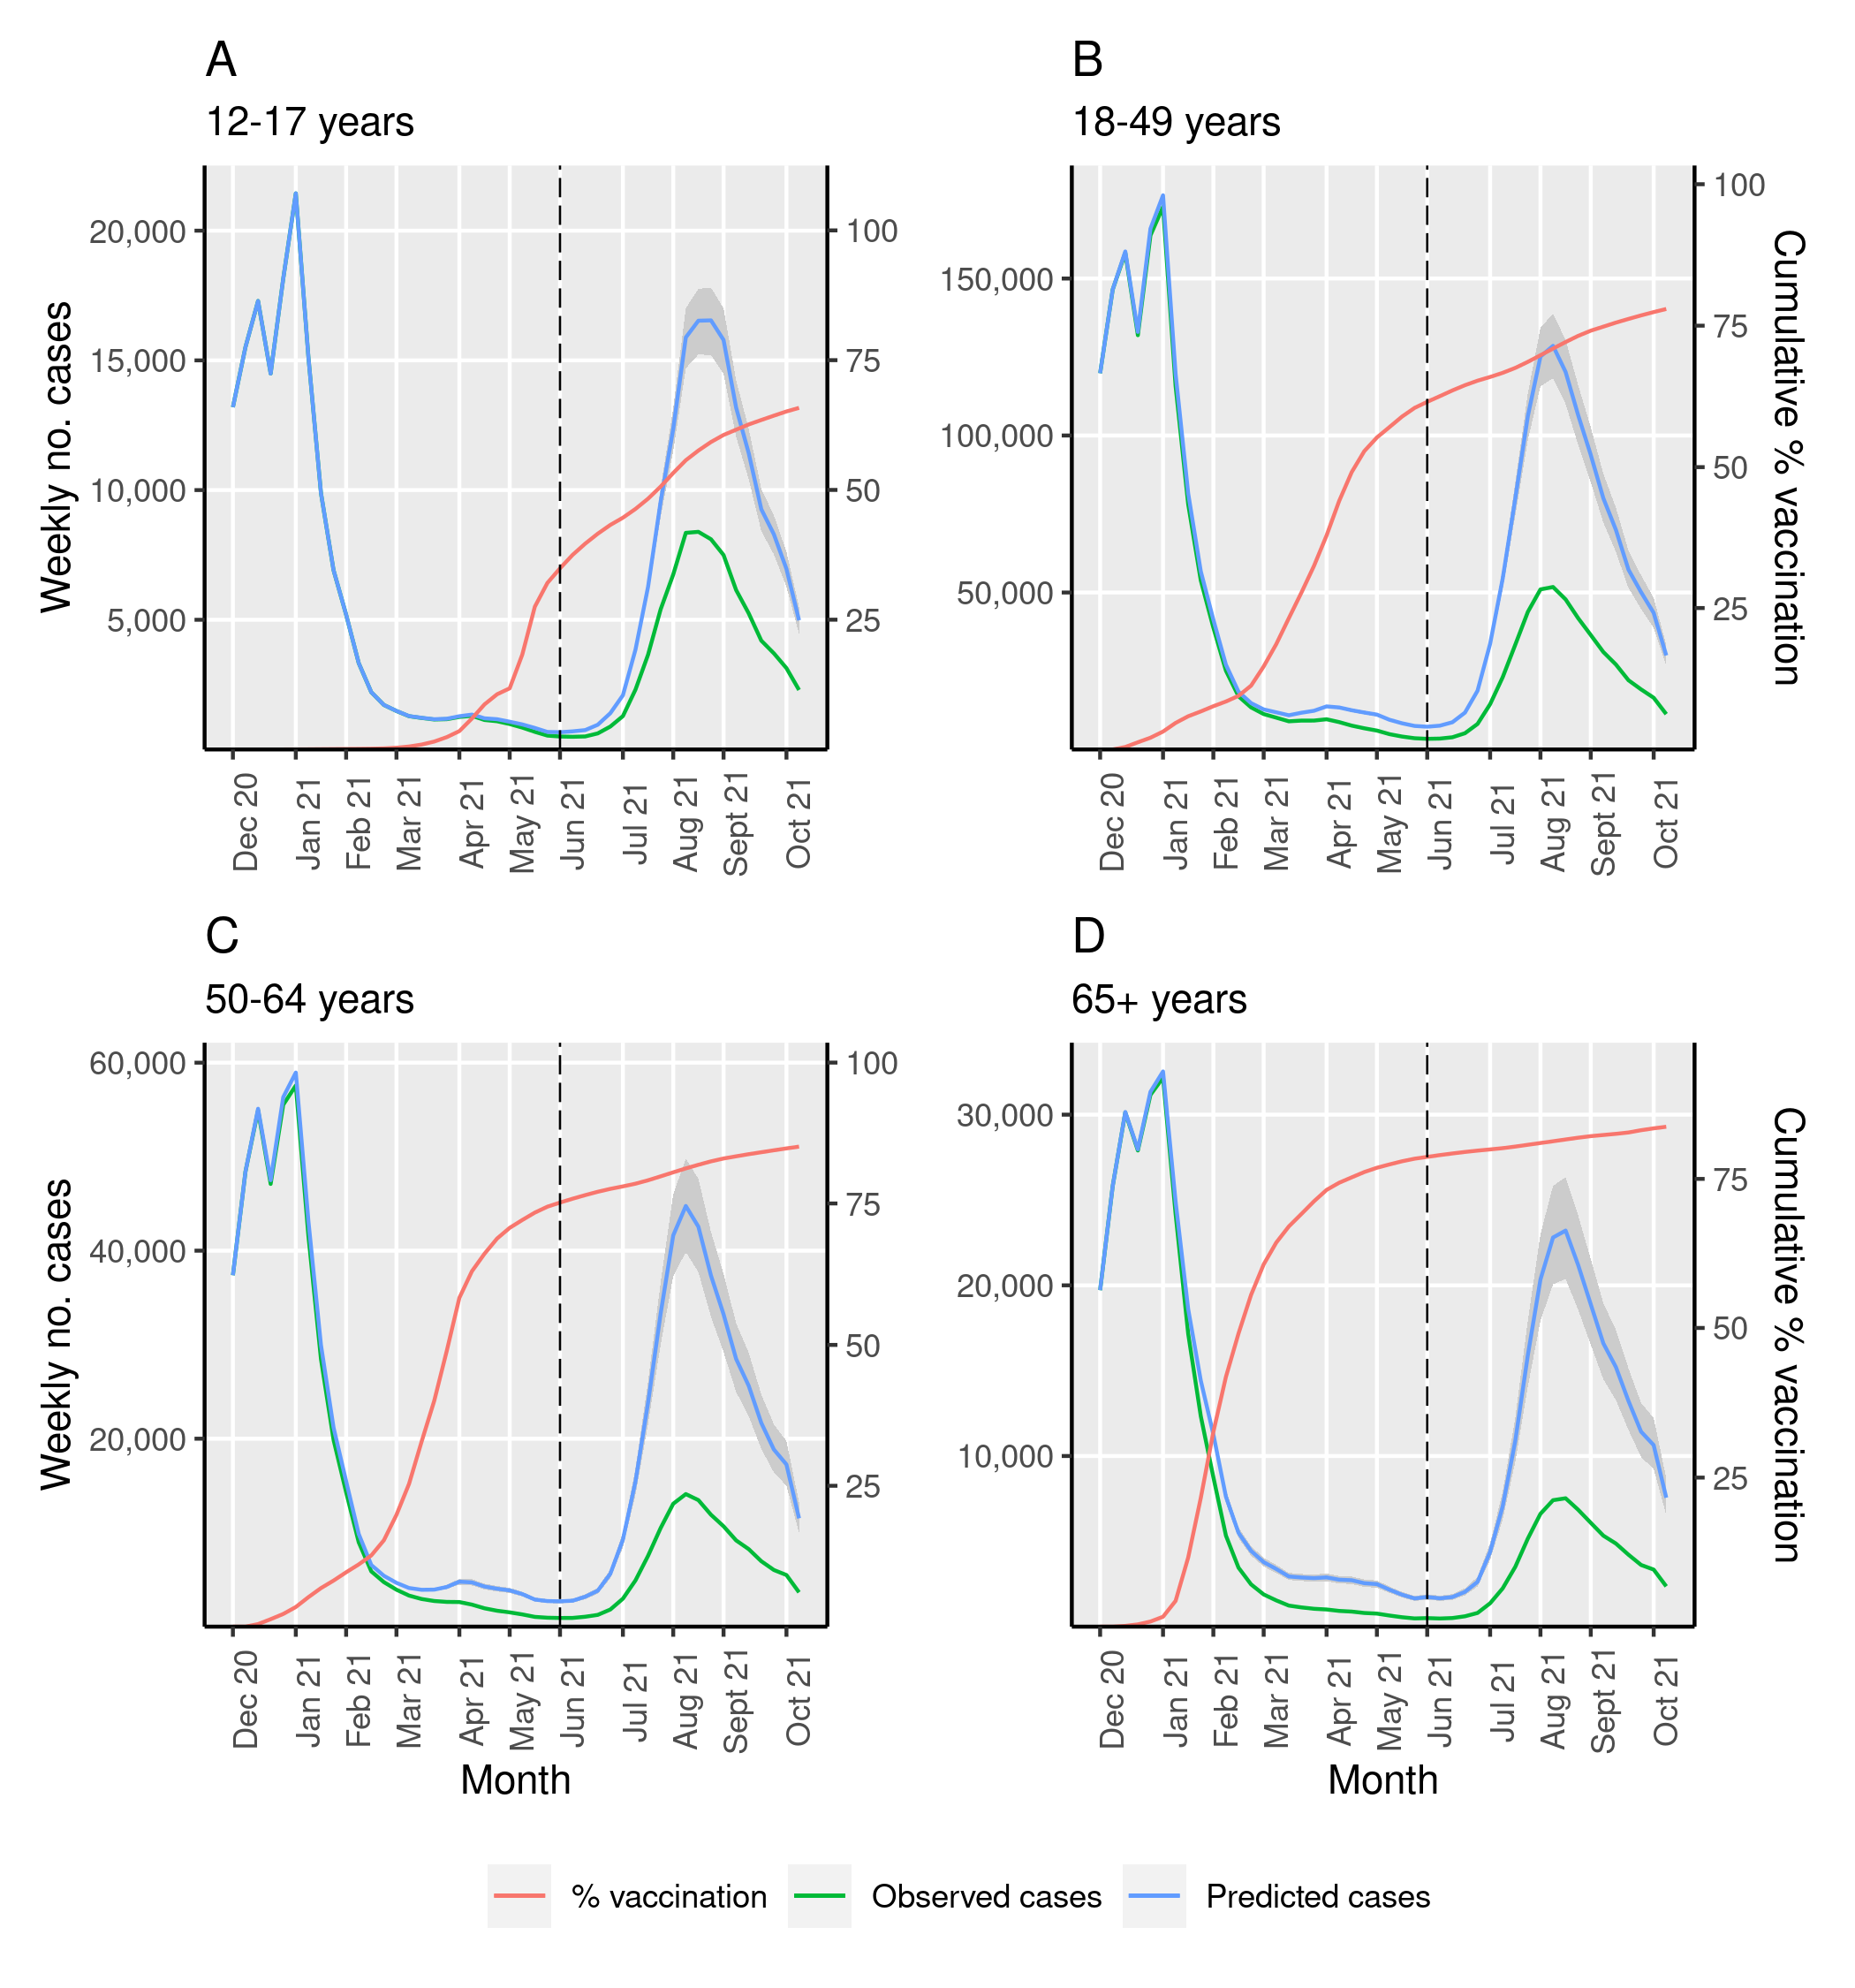 A
12-17 years
Weekly no. cases
20,000
15,000
10,000
5,000
100
75
50
25
Dec 20
Jan 21
Feb 21
Mar 21
Apr 21
May 21
Jun 21
Jul 21
Aug 21
Sept 21
Oct 21
B
18-49 years
150,000
100,000
50,000
100
75
50
25
Cumulative % vaccination
Dec 20
Jan 21
Feb 21
Mar 21
Apr 21
May 21
Jun 21
Jul 21
Aug 21
Sept 21
Oct 21
C
50-64 years
Weekly no. cases
60,000
40,000
20,000
100
75
50
25
Dec 20
Jan 21
Feb 21
Mar 21
Apr 21
May 21
Jun 21
Jul 21
Aug 21
Sept 21
Oct 21
Month
D
65+ years
30,000
20,000
10,000
75
50
25
Cumulative % vaccination
Dec 20
Jan 21
Feb 21
Mar 21
Apr 21
May 21
Jun 21
Jul 21
Aug 21
Sept 21
Oct 21
Month
% vaccination
Observed cases
Predicted cases